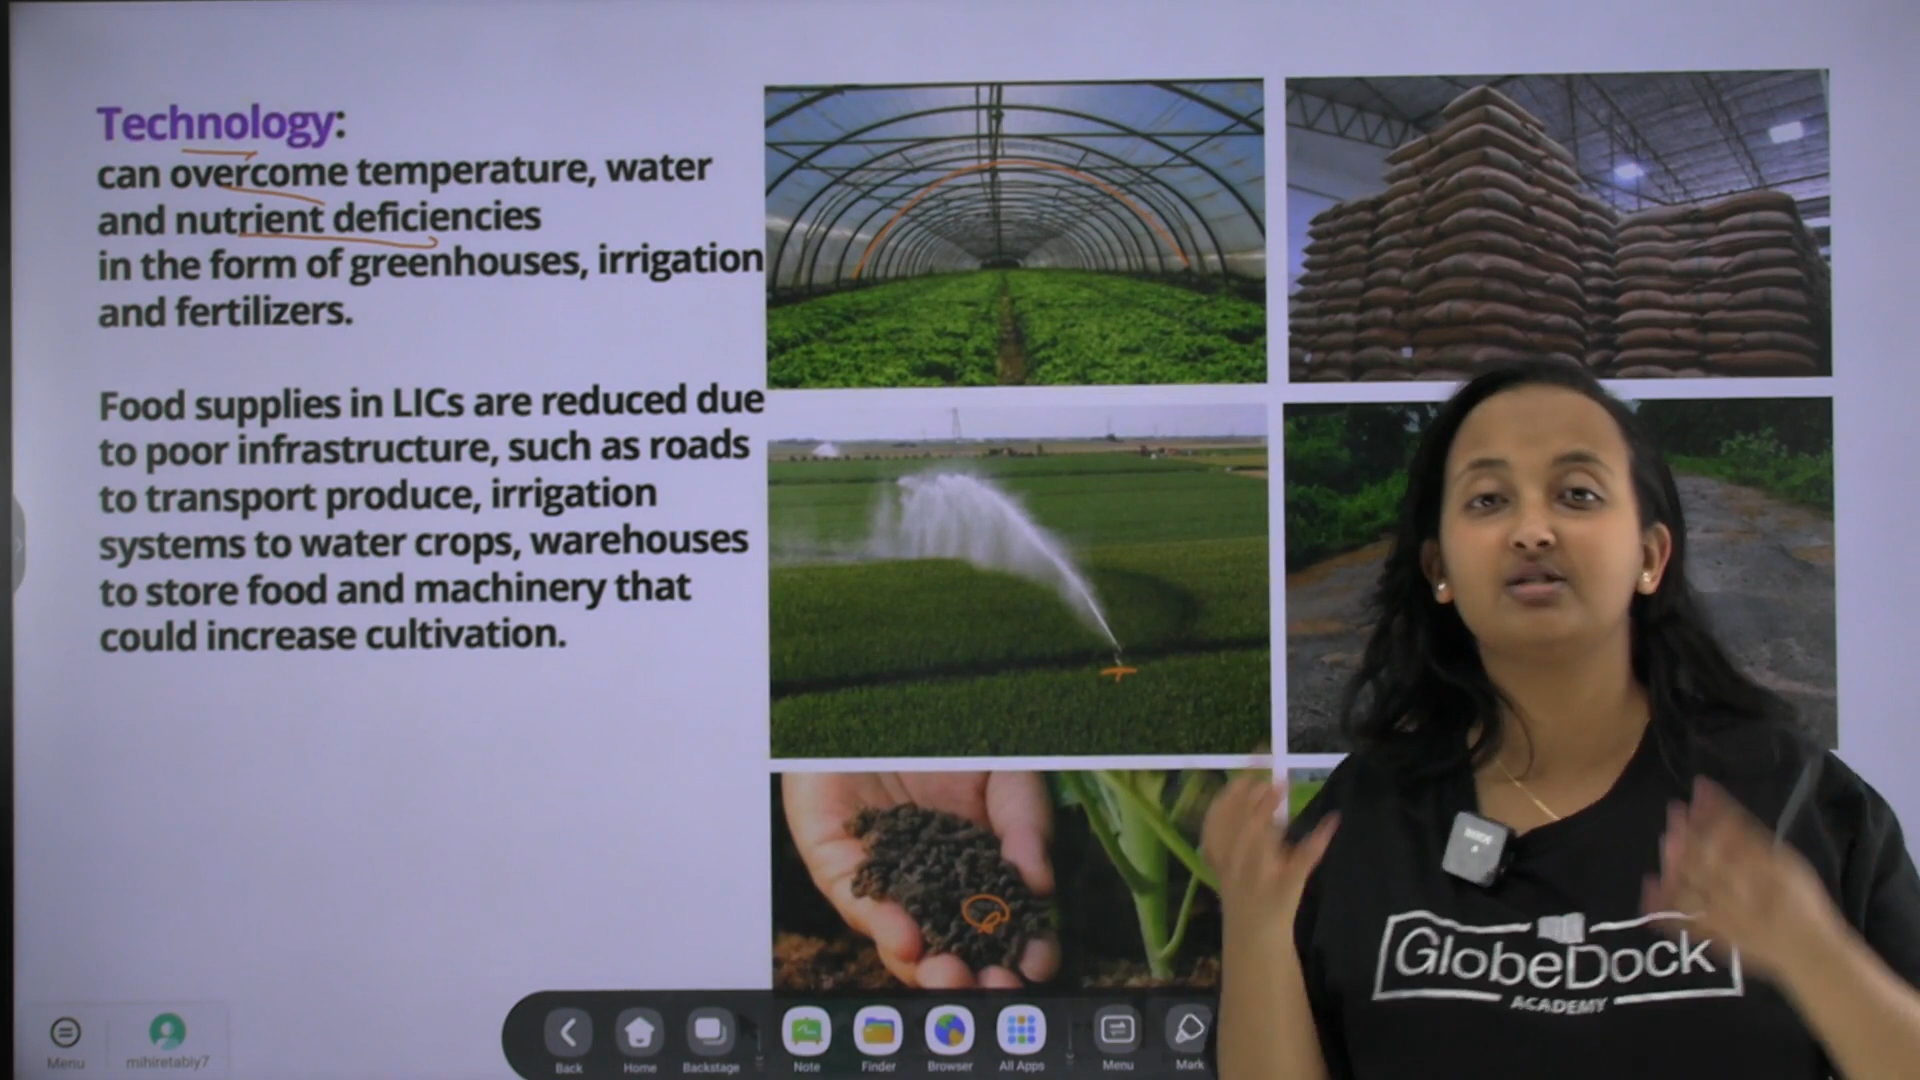 Technology:
can overcome temperature, water
and nutrient deficiencies
in the form of greenhouses, irrigation
and fertilizers.
Food supplies in LICs are reduced due
to poor infrastructure, such as roads
to transport produce, irrigation
systems to water crops, warehouses
to store food and machinery that
could increase cultivation.
GlobeDock
ACADEMY
Menu
mihiretabiy7
Back
Home
Backstage
Note
Finder
Browser
All Apps
Menu
Mark